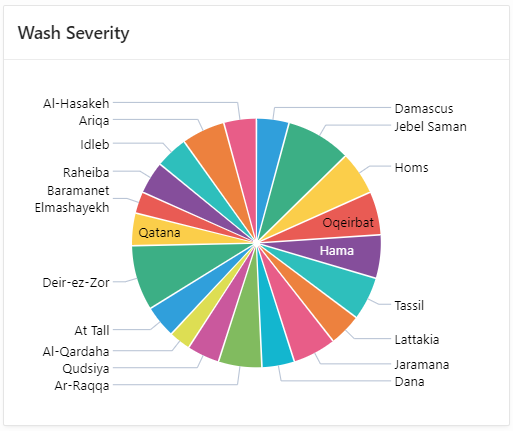 Wash Severity
Al-Hasakeh
Ariqa
Idleb
Raheiba
Baramanet
Elmashayekh
Qatana
Deir-ez-Zor
At Tall
Al-Qardaha
Qudsiya
Ar-Raqqa
Damascus
Jebel Saman
Homs
Oqeirbat
Hama
Tassil
Lattakia
Jaramana
Dana